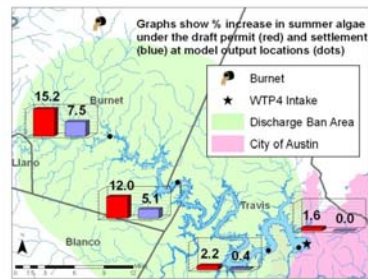 Graphs show % increase in summer algae
under the draft permit (red) and settlement
(blue) at model output locations (dots)
Burnet
WTP4 Intake
Discharge Ban Area
City of Austin
15.2
7.5
Burnet
Llano
12.0
5.1
Travis
Blanco
1.6
0.0
2.2
0.4
N